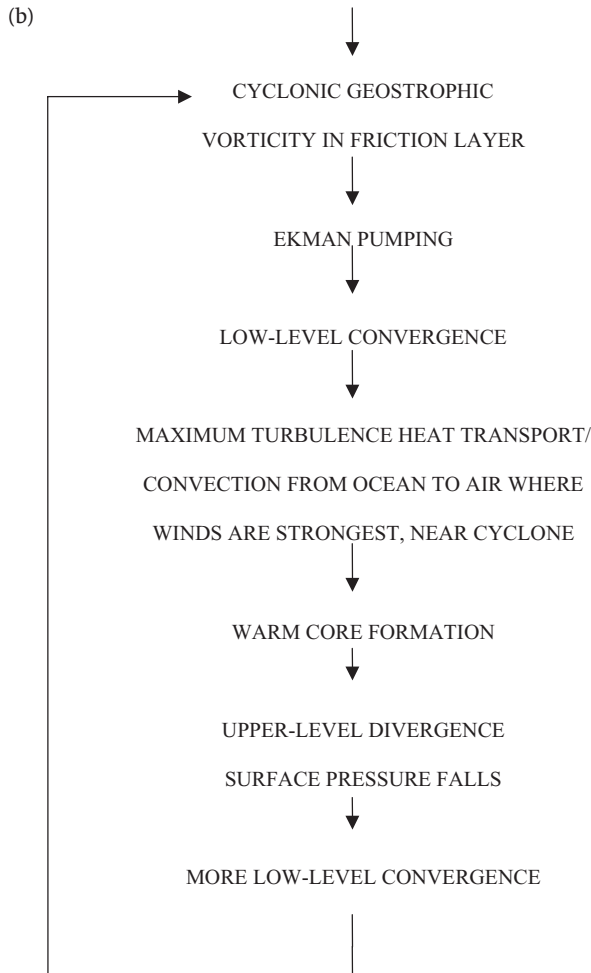 (b)
CYCLONIC GEOSTROPHIC
VORTICITY IN FRICTION LAYER
EKMAN PUMPING
LOW-LEVEL CONVERGENCE
MAXIMUM TURBULENCE HEAT TRANSPORT/
CONVECTION FROM OCEAN TO AIR WHERE
WINDS ARE STRONGEST, NEAR CYCLONE
WARM CORE FORMATION
UPPER-LEVEL DIVERGENCE
SURFACE PRESSURE FALLS
MORE LOW-LEVEL CONVERGENCE